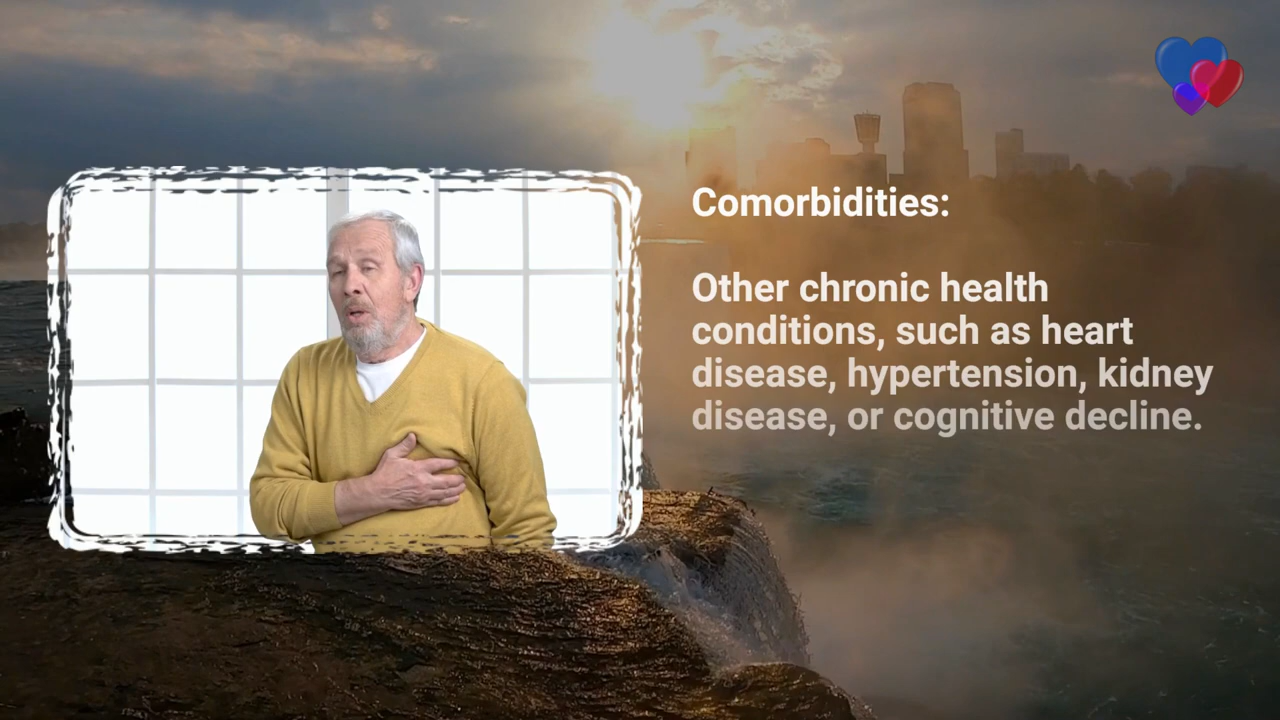 Comorbidities:
Other chronic health
conditions, such as heart
disease, hypertension, kidney
disease, or cognitive decline.